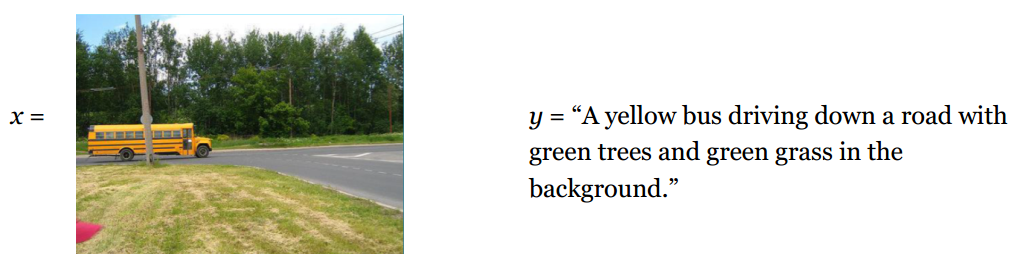 x =
y = “A yellow bus driving down a road with
green trees and green grass in the
background.”